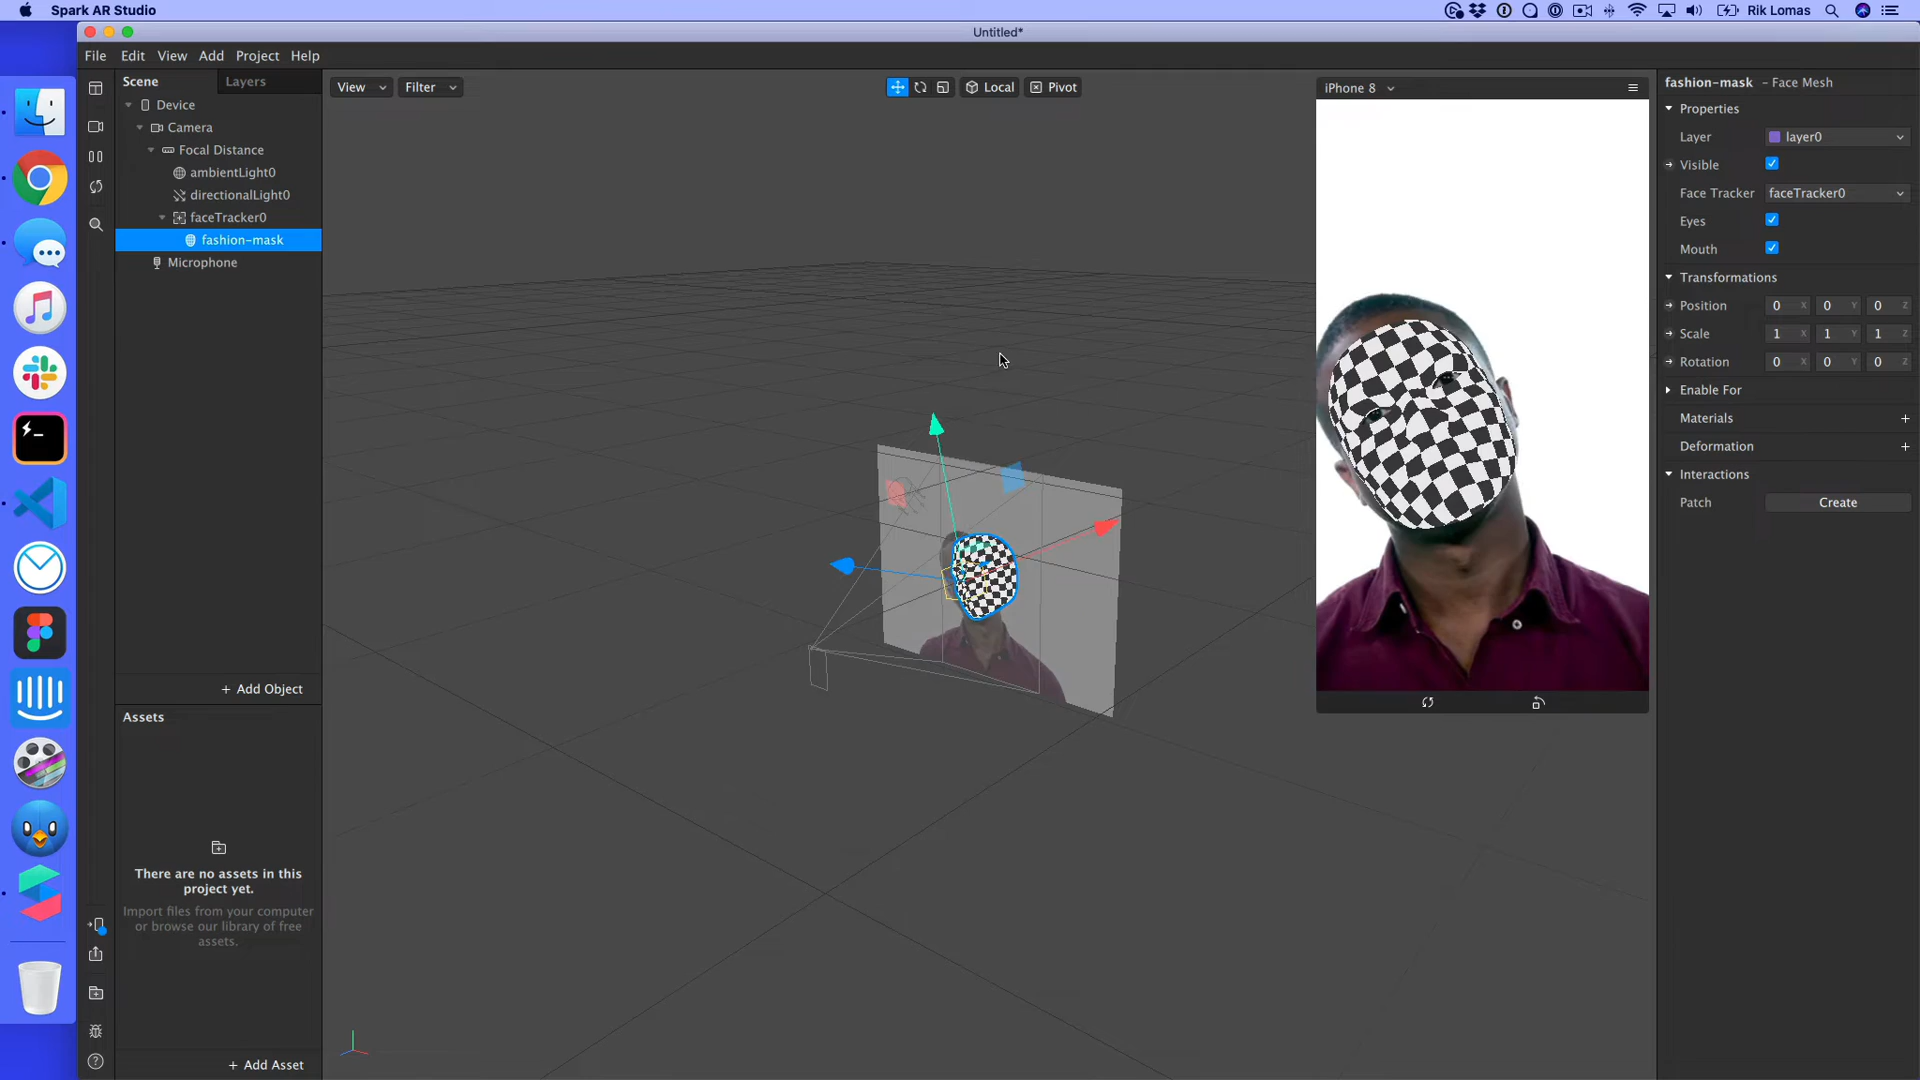 Spark AR Studio
Rik Lomas
Untitled*
File Edit View Add Project Help
Scene Layers
Device
Camera
Focal Distance
ambientLight0
directionalLight0
faceTracker0
fashion-mask
Microphone
+ Add Object
Assets
There are no assets in this
project yet.
Import files from your computer
or browse our library of free
assets.
+ Add Asset
View Filter
Local Pivot
iPhone 8
fashion-mask - Face Mesh
Properties
Layer layer0
Visible
Face Tracker faceTracker0
Eyes
Mouth
Transformations
Position 0 X 0 Y 0 Z
Scale 1 X 1 Y 1 Z
Rotation 0 X 0 Y 0 Z
Enable For
Materials +
Deformation +
Interactions
Patch Create